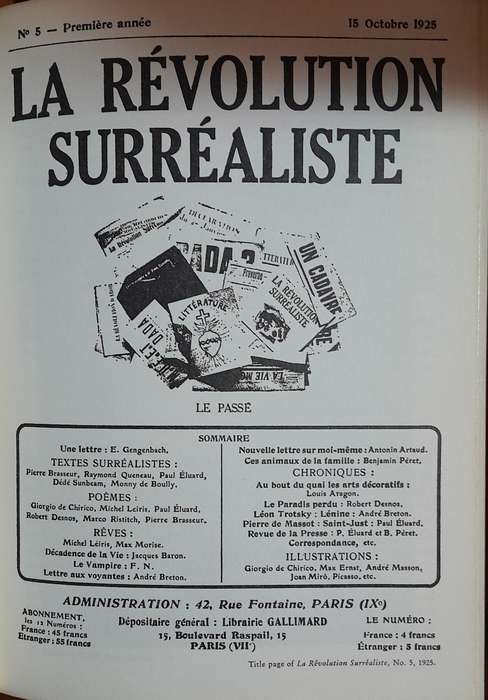 Nº 5 — Première année
15 Octobre 1925
LA RÉVOLUTION
SURRÉALISTE
DÉCLARATION
DADA ?
LITTÉRATURE
UN CADAVRE
LA RÉVOLUTION
SURRÉALISTE
DADA
LE PASSÉ
SOMMAIRE
Une lettre : E. Gengenbach.
TEXTES SURRÉALISTES :
Pierre Brasseur, Raymond Queneau, Paul Éluard,
Dédé Sunbeam, Monny de Boully.
POÈMES :
Giorgio de Chirico, Michel Leiris, Paul Éluard,
Robert Desnos, Marco Ristitch, Pierre Brasseur.
RÊVES :
Michel Leiris, Max Morise.
Décadence de la Vie : Jacques Baron.
Le Vampire : F. N.
Lettre aux voyantes : André Breton.
Nouvelle lettre sur moi-même : Antonin Artaud.
Ces animaux de la famille : Benjamin Péret.
CHRONIQUES :
Au bout du quai les arts décoratifs :
Louis Aragon.
Le Paradis perdu : Robert Desnos.
Léon Trotsky : Lénine : André Breton.
Pierre de Massot : Saint-Just : Paul Éluard.
Revue de la Presse : P. Éluard et B. Péret.
Correspondance, etc.
ILLUSTRATIONS :
Giorgio de Chirico, Max Ernst, André Masson,
Joan Miró, Picasso, etc.
ADMINISTRATION : 42, Rue Fontaine, PARIS (IXe)
ABONNEMENT,
les 12 Numéros :
France : 45 francs
Étranger : 55 francs
Dépositaire général : Librairie GALLIMARD
15, Boulevard Raspail, 15
PARIS (VIIe)
LE NUMÉRO :
France : 4 francs
Étranger : 5 francs
Title page of La Révolution Surréaliste, No. 5, 1925.